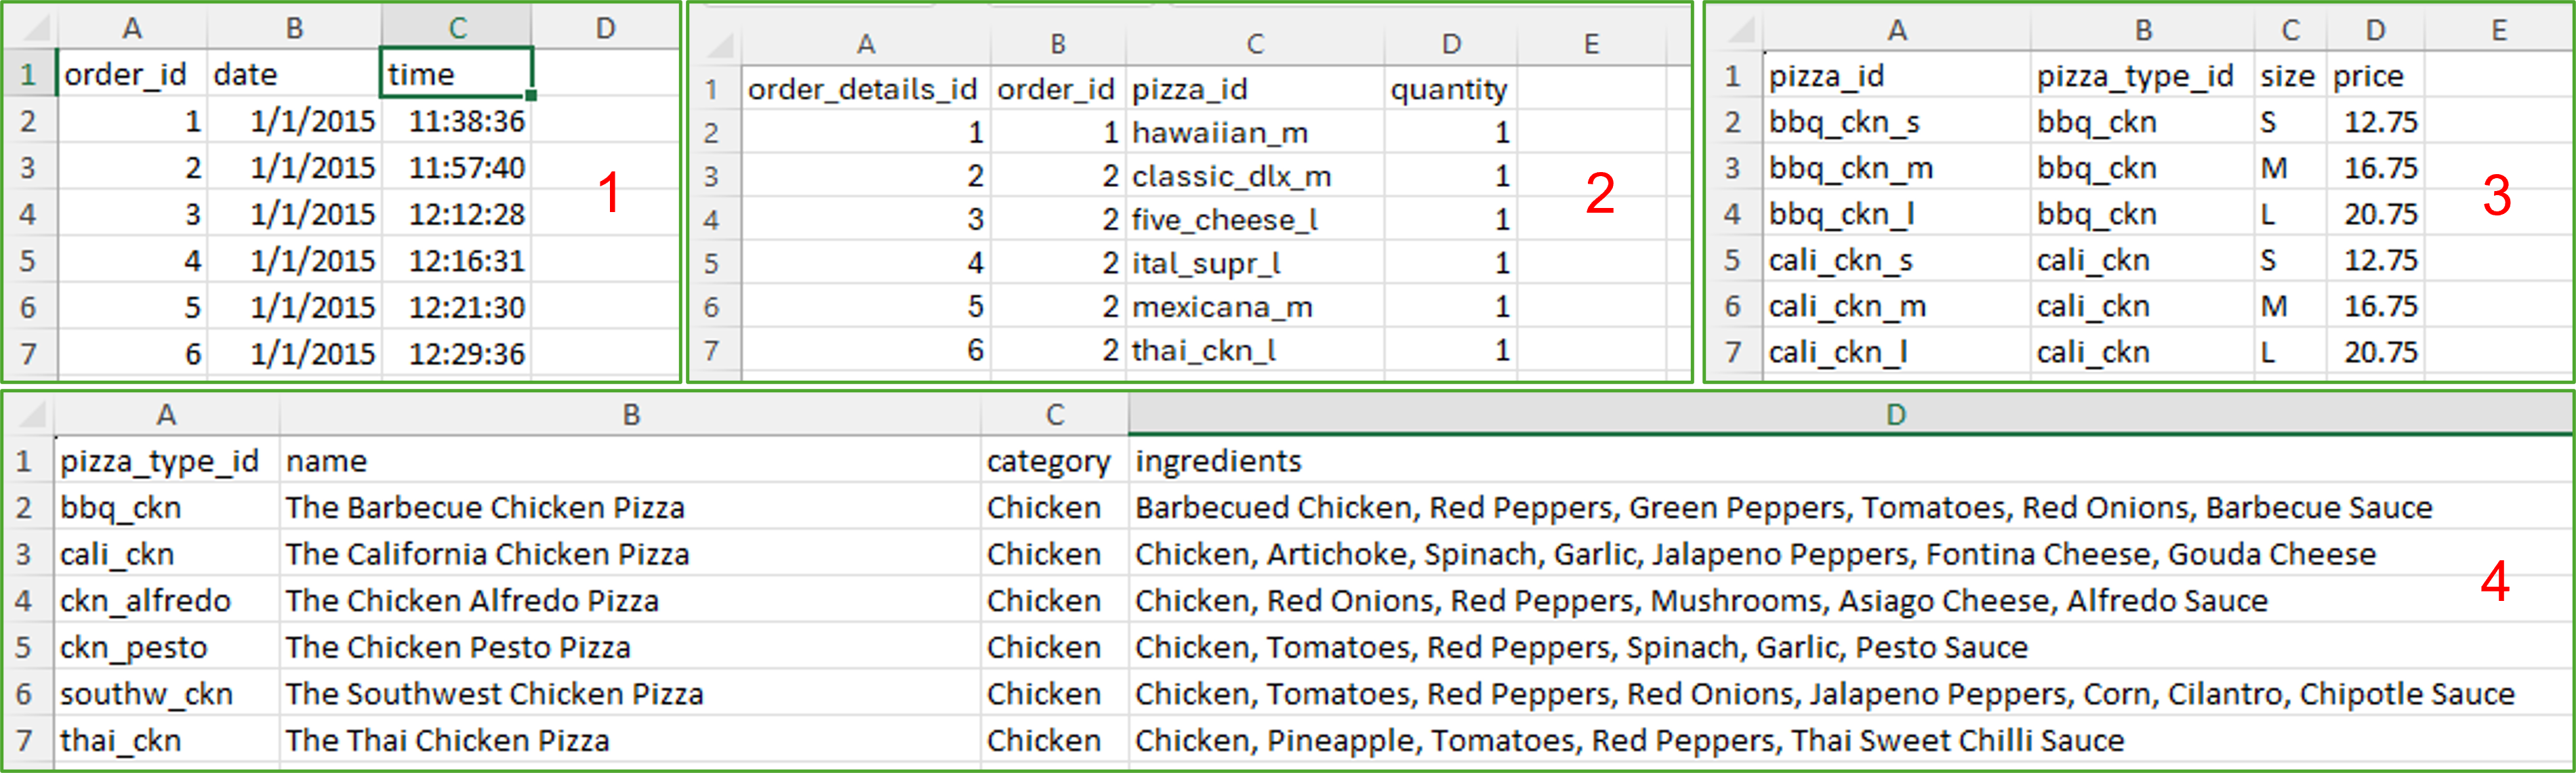 A B C D
1 order_id date time
2 1 1/1/2015 11:38:36
3 2 1/1/2015 11:57:40
4 3 1/1/2015 12:12:28
5 4 1/1/2015 12:16:31
6 5 1/1/2015 12:21:30
7 6 1/1/2015 12:29:36
1
A B C D E
1 order_details_id order_id pizza_id quantity
2 1 1 hawaiian_m 1
3 2 2 classic_dlx_m 1
4 3 2 five_cheese_l 1
5 4 2 ital_supr_l 1
6 5 2 mexicana_m 1
7 6 2 thai_ckn_l 1
2
A B C D E
1 pizza_id pizza_type_id size price
2 bbq_ckn_s bbq_ckn S 12.75
3 bbq_ckn_m bbq_ckn M 16.75
4 bbq_ckn_l bbq_ckn L 20.75
5 cali_ckn_s cali_ckn S 12.75
6 cali_ckn_m cali_ckn M 16.75
7 cali_ckn_l cali_ckn L 20.75
3
A B C D
1 pizza_type_id name category ingredients
2 bbq_ckn The Barbecue Chicken Pizza Chicken Barbecued Chicken, Red Peppers, Green Peppers, Tomatoes, Red Onions, Barbecue Sauce
3 cali_ckn The California Chicken Pizza Chicken Chicken, Artichoke, Spinach, Garlic, Jalapeno Peppers, Fontina Cheese, Gouda Cheese
4 ckn_alfredo The Chicken Alfredo Pizza Chicken Chicken, Red Onions, Red Peppers, Mushrooms, Asiago Cheese, Alfredo Sauce
5 ckn_pesto The Chicken Pesto Pizza Chicken Chicken, Tomatoes, Red Peppers, Spinach, Garlic, Pesto Sauce
6 southw_ckn The Southwest Chicken Pizza Chicken Chicken, Tomatoes, Red Peppers, Red Onions, Jalapeno Peppers, Corn, Cilantro, Chipotle Sauce
7 thai_ckn The Thai Chicken Pizza Chicken Chicken, Pineapple, Tomatoes, Red Peppers, Thai Sweet Chilli Sauce
4